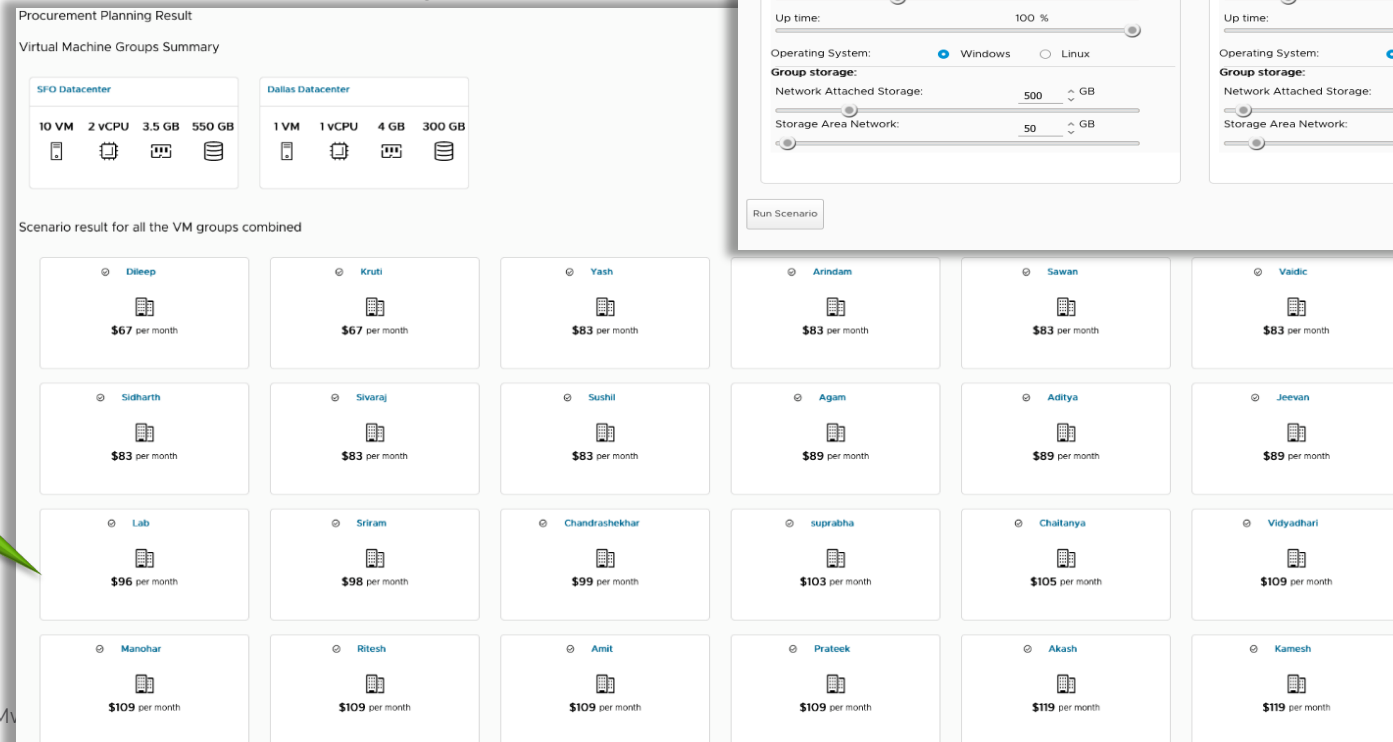 Procurement Planning Result
Virtual Machine Groups Summary
SFO Datacenter
10 VM 2 vCPU 3.5 GB 550 GB
Dallas Datacenter
1 VM 1 vCPU 4 GB 300 GB
Up time: 100 %
Operating System: Windows Linux
Group storage:
Network Attached Storage: 500 GB
Storage Area Network: 50 GB
Up time:
Operating System:
Group storage:
Network Attached Storage:
Storage Area Network:
Run Scenario
Scenario result for all the VM groups combined
Dileep
$67 per month
Kruti
$67 per month
Yash
$83 per month
Arindam
$83 per month
Sawan
$83 per month
Vaidic
$83 per month
Sidharth
$83 per month
Sivaraj
$83 per month
Sushil
$83 per month
Agam
$89 per month
Aditya
$89 per month
Jeevan
$89 per month
Lab
$96 per month
Sriram
$98 per month
Chandrashekhar
$99 per month
suprabha
$103 per month
Chaitanya
$105 per month
Vidyadhari
$109 per month
Manohar
$109 per month
Ritesh
$109 per month
Amit
$109 per month
Prateek
$109 per month
Akash
$119 per month
Kamesh
$119 per month